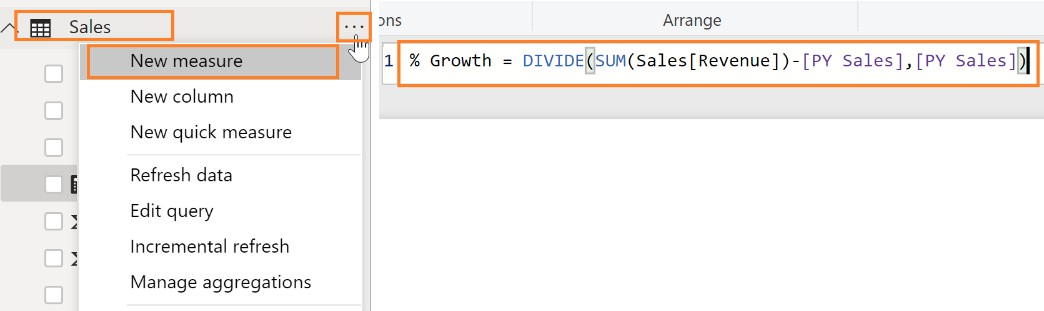 Sales
...
New measure
New column
New quick measure
Refresh data
Edit query
Incremental refresh
Manage aggregations
ons
Arrange
1 % Growth = DIVIDE(SUM(Sales[Revenue])-[PY Sales],[PY Sales])